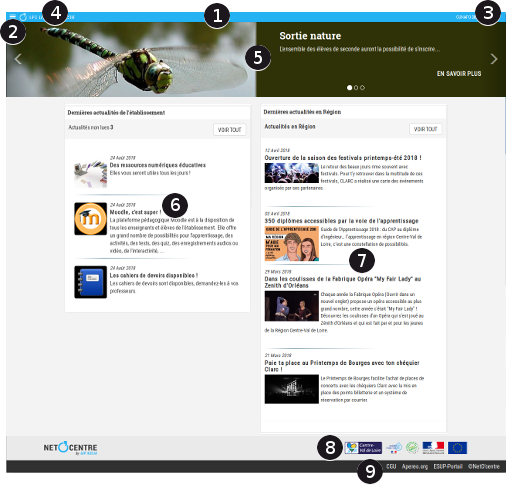 1
4
3
2
5
Sortie nature
L'ensemble des élèves de seconde auront la possibilité de s'inscrire...
EN SAVOIR PLUS
Dernières actualités de l'établissement
Actualités non lues 3
VOIR TOUT
24 Août 2018
Des ressources numériques éducatives
Elles vous seront utiles tous les jours !
24 Août 2018
Moodle, c'est super !
6
La plateforme pédagogique Moodle est à la disposition de
tous les enseignants et élèves de l'établissement. Elle offre
un grand nombre de possibilités pour l'apprentissage, des
activités, des tests, des quiz, des enregistrements audios ou
vidéo, de l'interactivité, ...
24 Août 2018
Les cahiers de devoirs disponibles !
Les cahiers de devoirs sont disponibles, demandez-les à vos
professeurs.
Dernières actualités en Région
Actualités en Région
VOIR TOUT
12 Avril 2018
Ouverture de la saison des festivals printemps-été 2018 !
Le retour des beaux jours rime souvent avec
festivals. Pour t'y retrouver dans la multitude de ces
festivals, CLARC a réalisé une carte des événements
organisés par ses partenaires.
03 Avril 2018
350 diplômes accessibles par la voie de l'apprentissage
Guide de l'Apprentissage 2018 : du CAP au diplôme
d'ingénieur, l'apprentissage en région Centre-Val de
Loire, c'est une constellation de possibilités.
7
29 Mars 2018
Dans les coulisses de la Fabrique Opéra "My Fair Lady" au
Zenith d'Orléans
Chaque année la Fabrique Opéra (ouvre dans un
nouvel onglet) propose un opéra accessible au plus
grand nombre, cette année c'était "My Fair Lady" !
Découvrez les coulisses d'un Opéra qui s'est joué au
Zénith d'Orléans et qui est fait par et pour les jeunes
de la Région Centre-Val de Loire.
21 Mars 2018
Paie ta place au Printemps de Bourges avec ton chéquier
Clarc !
Le Printemps de Bourges facilite l'achat de places de
concerts avec les chéquiers Clarc avec la mise en
place des points billetterie et un système de
réservation par courrier.
NET CENTRE
8
Centre-
Val de Loire
9
CGU Apereo.org ESUP-Portail ©NetO'centre